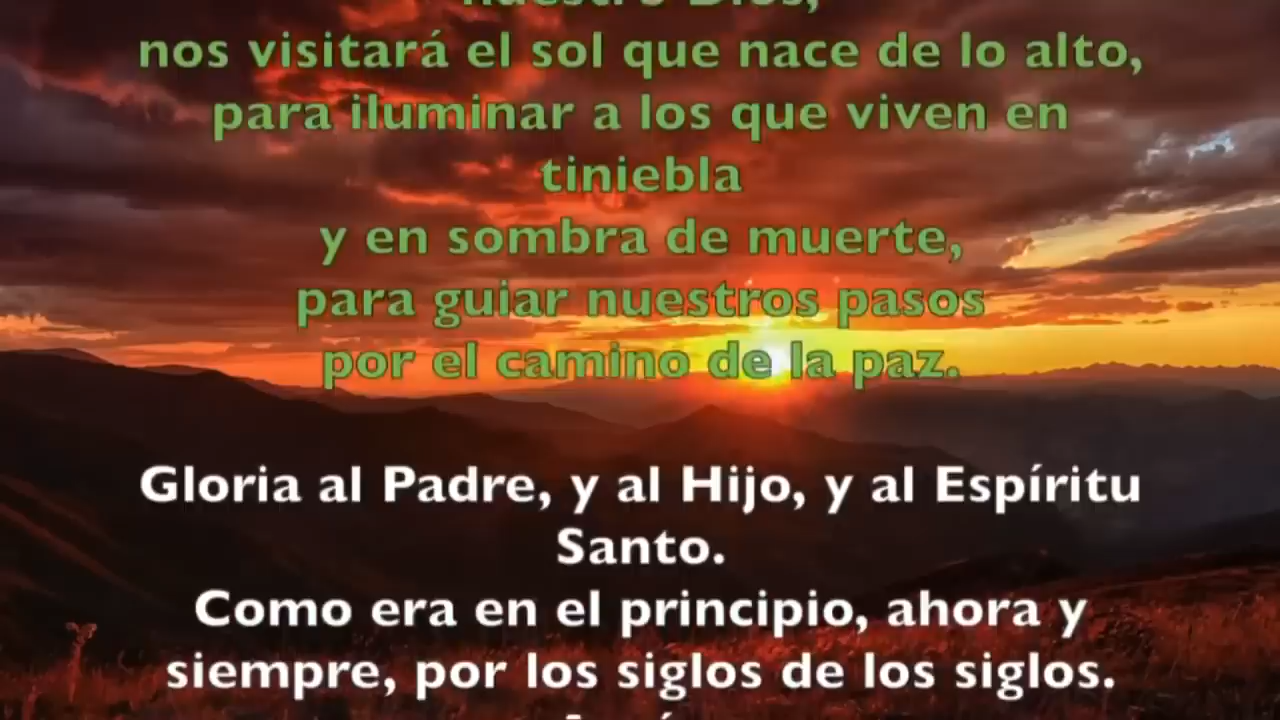 nuestro Dios,
nos visitará el sol que nace de lo alto,
para iluminar a los que viven en
tiniebla
y en sombra de muerte,
para guiar nuestros pasos
por el camino de la paz.
Gloria al Padre, y al Hijo, y al Espíritu
Santo.
Como era en el principio, ahora y
siempre, por los siglos de los siglos.